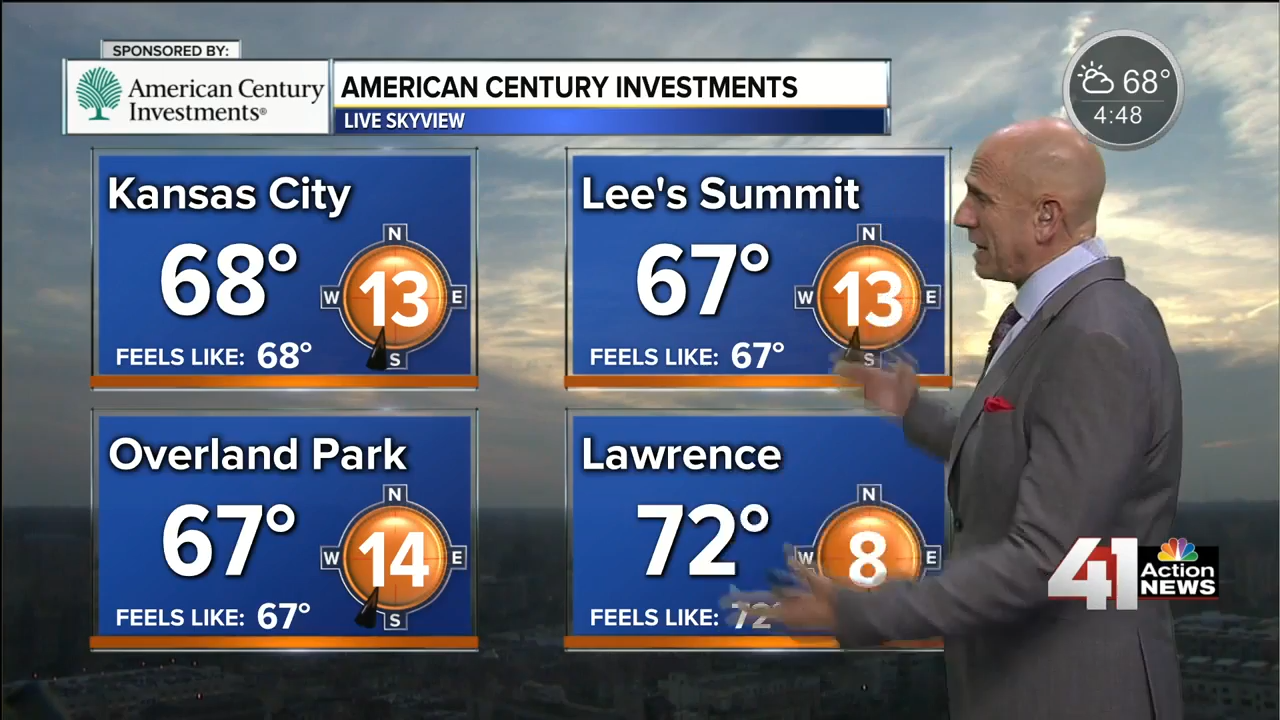 SPONSORED BY:
American Century
Investments®
AMERICAN CENTURY INVESTMENTS
LIVE SKYVIEW
68°
4:48
Kansas City
68°
N
W
13
E
S
FEELS LIKE: 68°
Lee's Summit
67°
N
W
13
E
S
FEELS LIKE: 67°
Overland Park
67°
N
W
14
E
S
FEELS LIKE: 67°
Lawrence
72°
N
W
8
E
FEELS LIKE: 72°
41
Action
NEWS